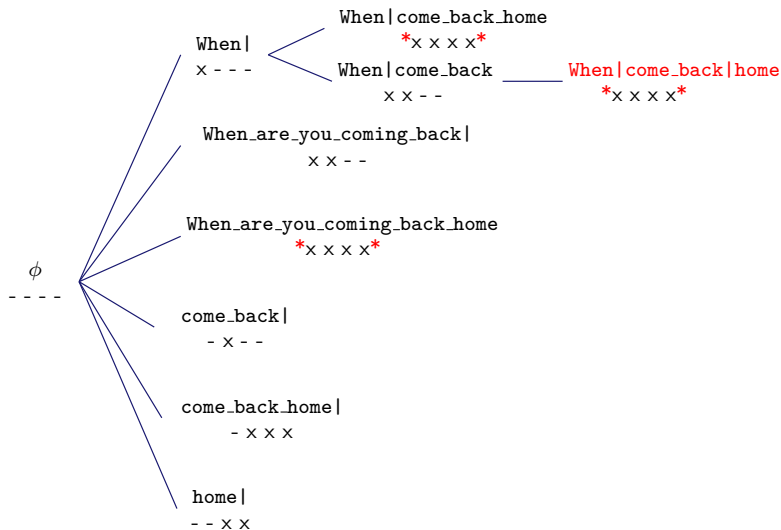 When|come_back_home
*x x x x*
When|
x - - -
When|come_back
x x - -
When|come_back|home
*x x x x*
When_are_you_coming_back|
x x - -
When_are_you_coming_back_home
*x x x x*
ϕ
- - - -
come_back|
- x - -
come_back_home|
- x x x
home|
- - x x